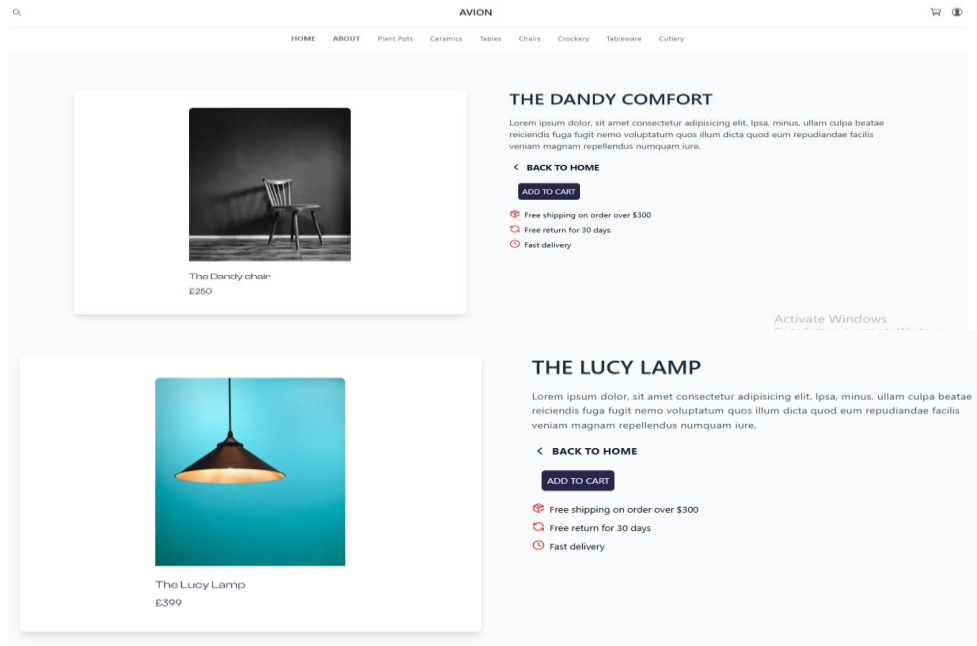 AVION
HOME ABOUT Plant Pots Ceramics Tables Chairs Crockery Tableware Cutlery
THE DANDY COMFORT
Lorem ipsum dolor, sit amet consectetur adipisicing elit. Ipsa, minus, ullam culpa beatae
reiciendis fuga fugit nemo voluptatum quos illum dicta quod eum repudiandae facilis
veniam magnam repellendus numquam iure.
BACK TO HOME
ADD TO CART
Free shipping on order over $300
Free return for 30 days
Fast delivery
The Dandy chair
£250
Activate Windows
THE LUCY LAMP
Lorem ipsum dolor, sit amet consectetur adipisicing elit. Ipsa, minus, ullam culpa beatae
reiciendis fuga fugit nemo voluptatum quos illum dicta quod eum repudiandae facilis
veniam magnam repellendus numquam iure.
BACK TO HOME
ADD TO CART
Free shipping on order over $300
Free return for 30 days
Fast delivery
The Lucy Lamp
£399